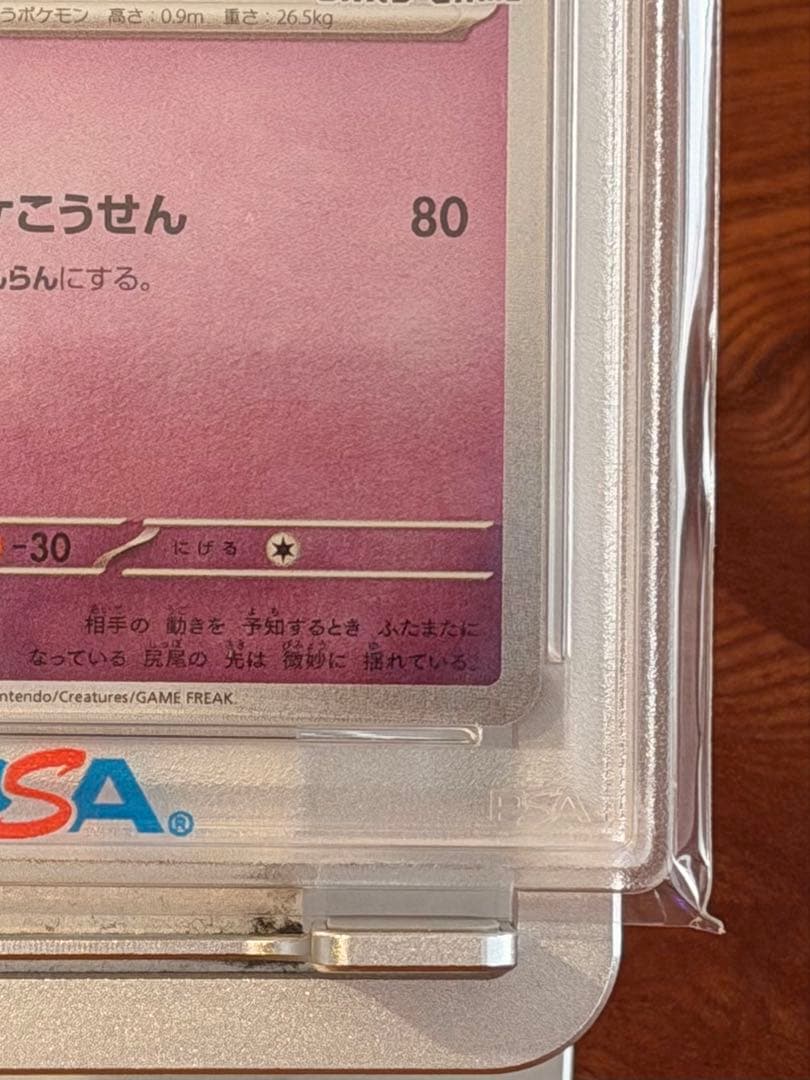 うポケモン 高さ：0.9m 重さ：26.5kg
こうせん 80
らんにする。
-30 にげる
相手の 動きを 予知するとき ふたまたに
なっている 尻尾の 先は 微妙に 揺れている。
ntendo/Creatures/GAME FREAK.
PSA®
PSA